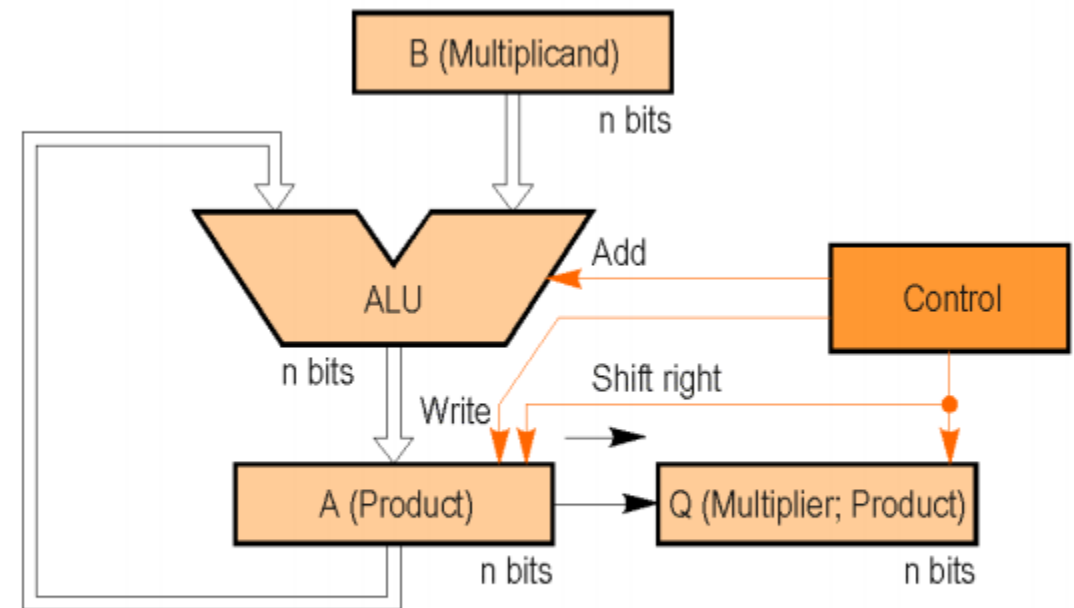 B (Multiplicand)
n bits
Add
ALU
Control
n bits
Shift right
Write
A (Product)
Q (Multiplier; Product)
n bits
n bits